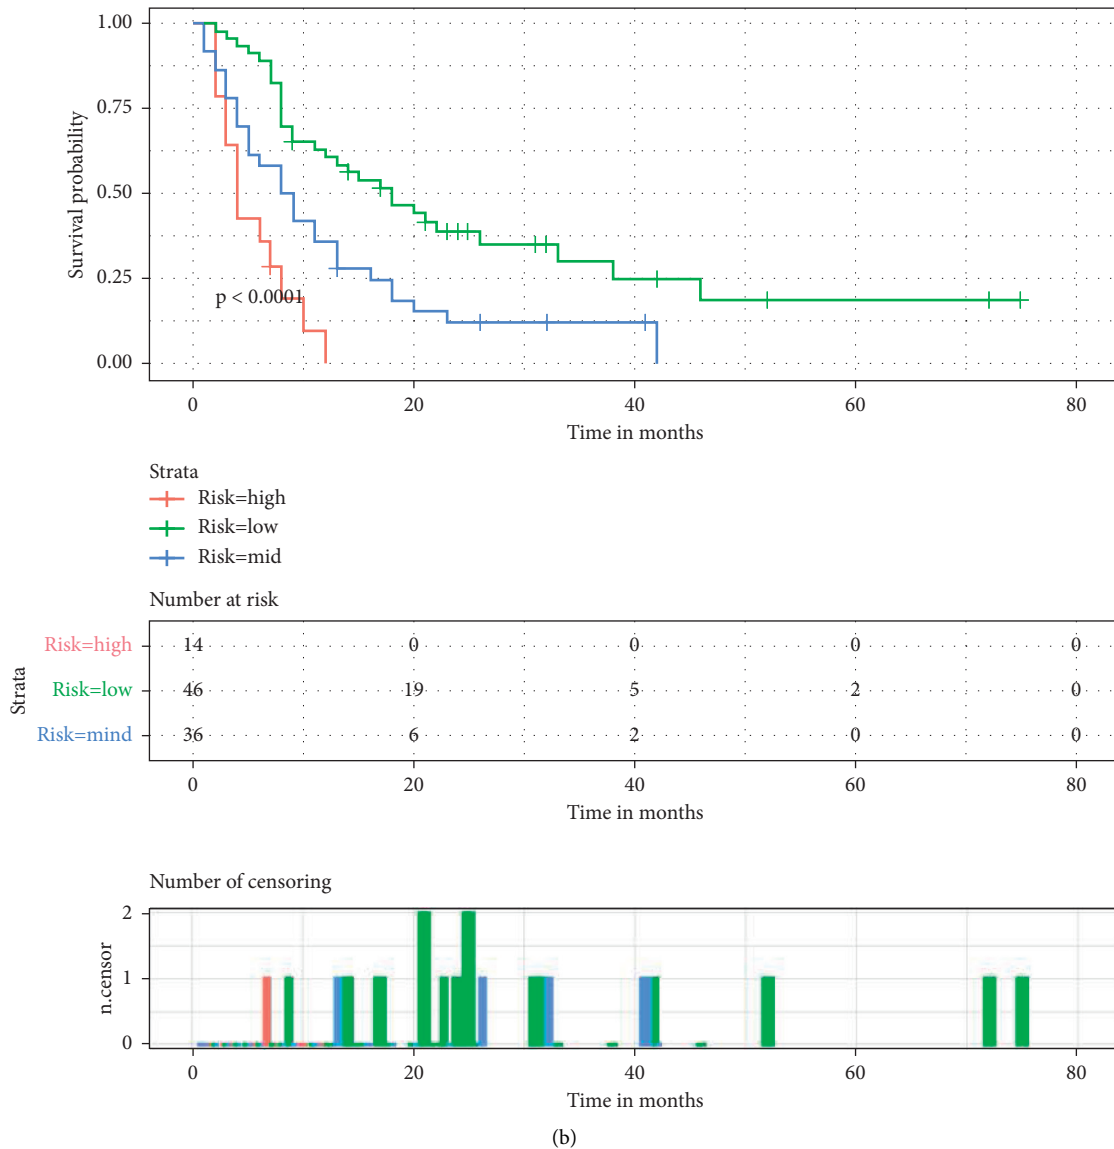 1.00
0.75
0.50
0.25
0.00
Survival probability
p < 0.0001
0 20 40 60 80
Time in months
Strata
Risk=high
Risk=low
Risk=mid
Number at risk
Strata
Risk=high 14 0 0 0 0
Risk=low 46 19 5 2 0
Risk=mind 36 6 2 0 0
0 20 40 60 80
Time in months
Number of censoring
n.censor
2
1
0
0 20 40 60 80
Time in months
(b)